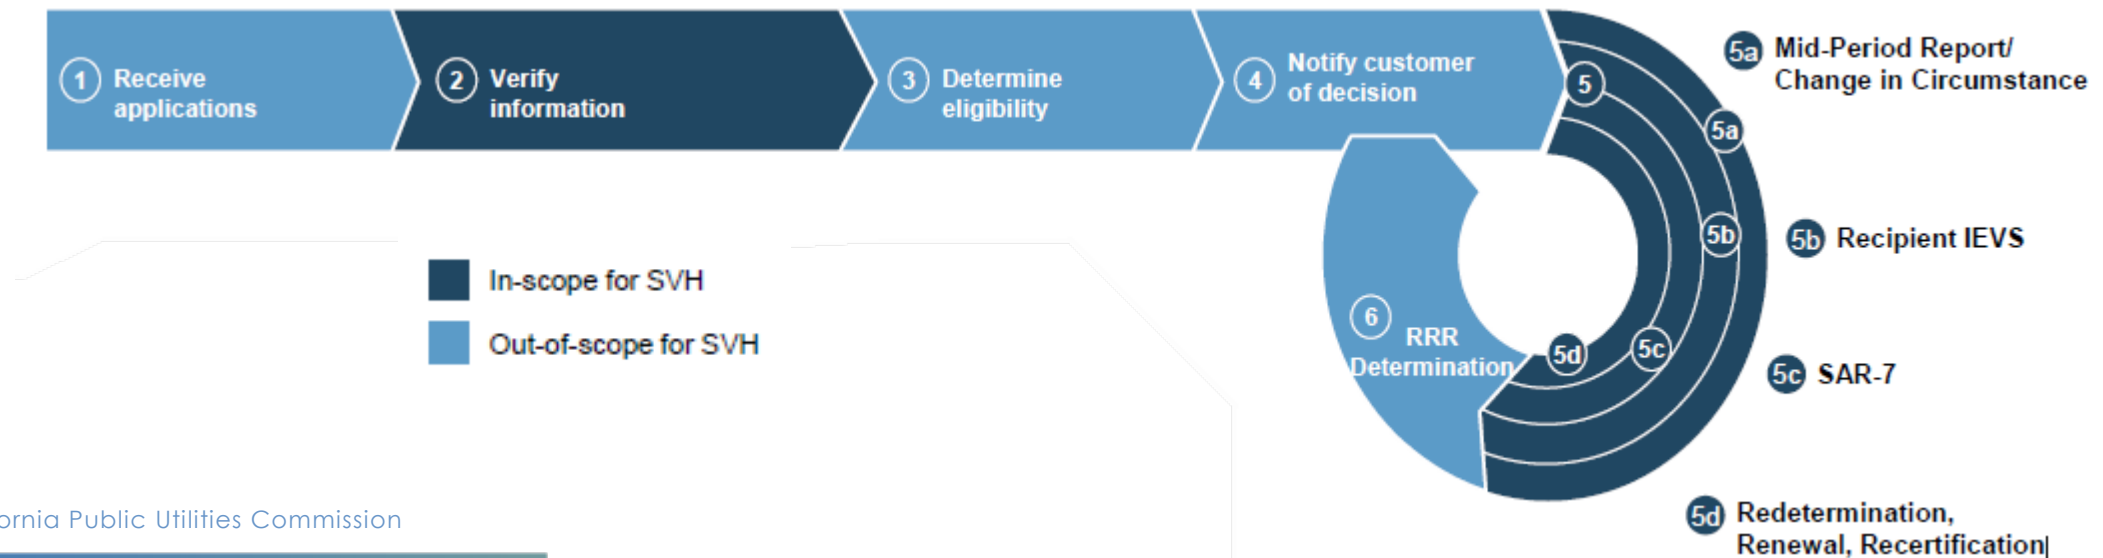 1 Receive
applications
2 Verify
information
3 Determine
eligibility
4 Notify customer
of decision
5
5a
5b
5c
5d
5a Mid-Period Report/
Change in Circumstance
5b Recipient IEVS
5c SAR-7
5d Redetermination,
Renewal, Recertification
6 RRR
Determination
In-scope for SVH
Out-of-scope for SVH
ornia Public Utilities Commission